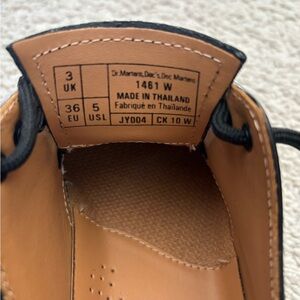 3
UK
36
EU
5
USL
Dr.Martens, Doc's, Doc Martens
1461 W
MADE IN THAILAND
Fabriqué en Thaïlande
JY004
CK 10 W